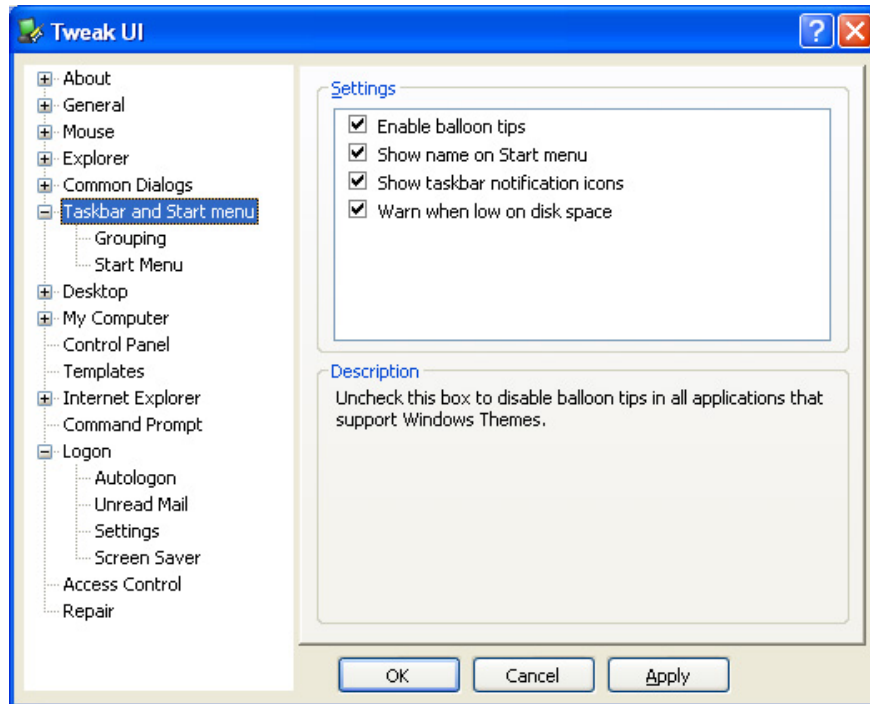 Tweak UI
About
General
Mouse
Explorer
Common Dialogs
Taskbar and Start menu
Grouping
Start Menu
Desktop
My Computer
Control Panel
Templates
Internet Explorer
Command Prompt
Logon
Autologon
Unread Mail
Settings
Screen Saver
Access Control
Repair
Settings
Enable balloon tips
Show name on Start menu
Show taskbar notification icons
Warn when low on disk space
Description
Uncheck this box to disable balloon tips in all applications that
support Windows Themes.
OK
Cancel
Apply